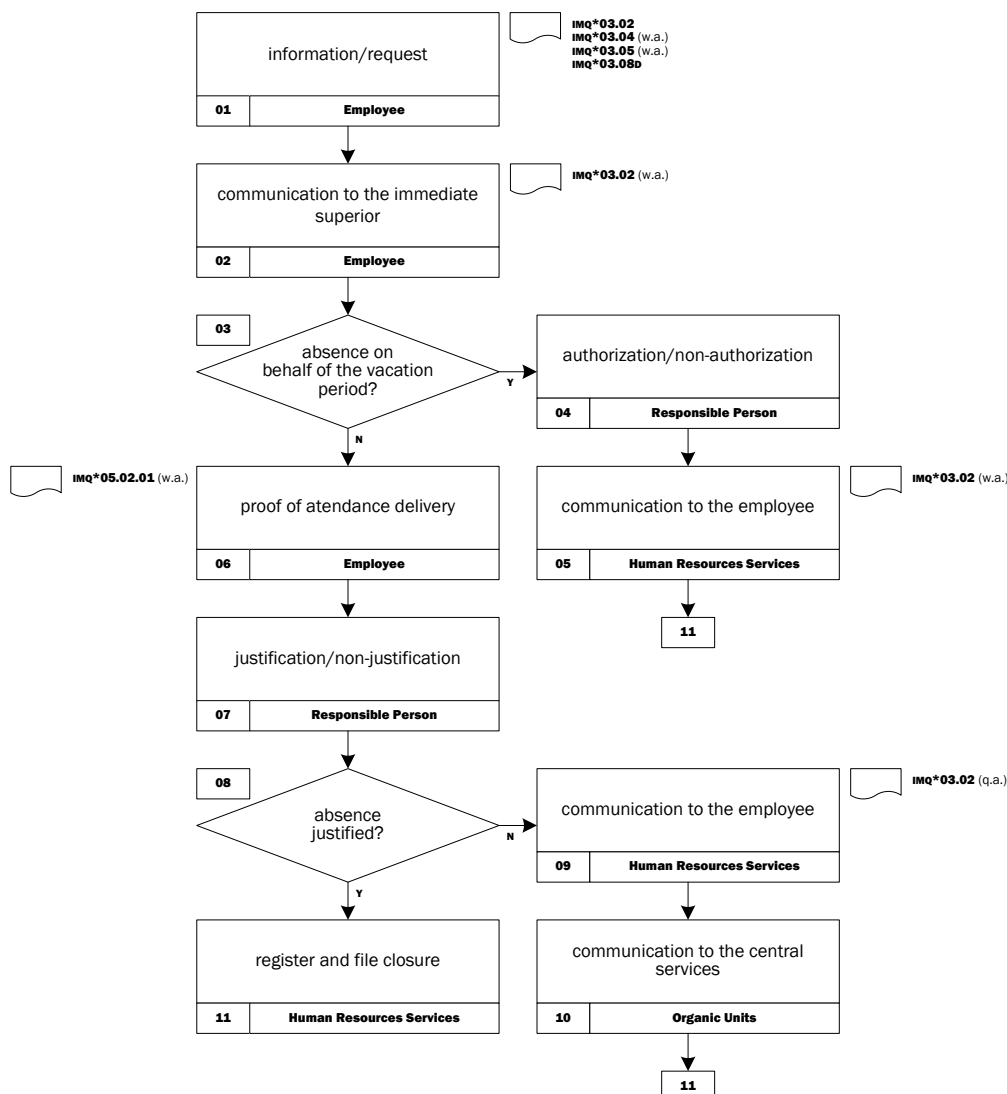 information/request
01 Employee
IMQ*03.02
IMQ*03.04 (w.a.)
IMQ*03.05 (w.a.)
IMQ*03.08D
communication to the immediate
superior
02 Employee
IMQ*03.02 (w.a.)
03
absence on
behalf of the vacation
period?
Y
N
authorization/non-authorization
04 Responsible Person
IMQ*05.02.01 (w.a.)
proof of atendance delivery
06 Employee
communication to the employee
05 Human Resources Services
IMQ*03.02 (w.a.)
11
justification/non-justification
07 Responsible Person
08
absence
justified?
N
Y
communication to the employee
09 Human Resources Services
IMQ*03.02 (q.a.)
register and file closure
11 Human Resources Services
communication to the central
services
10 Organic Units
11